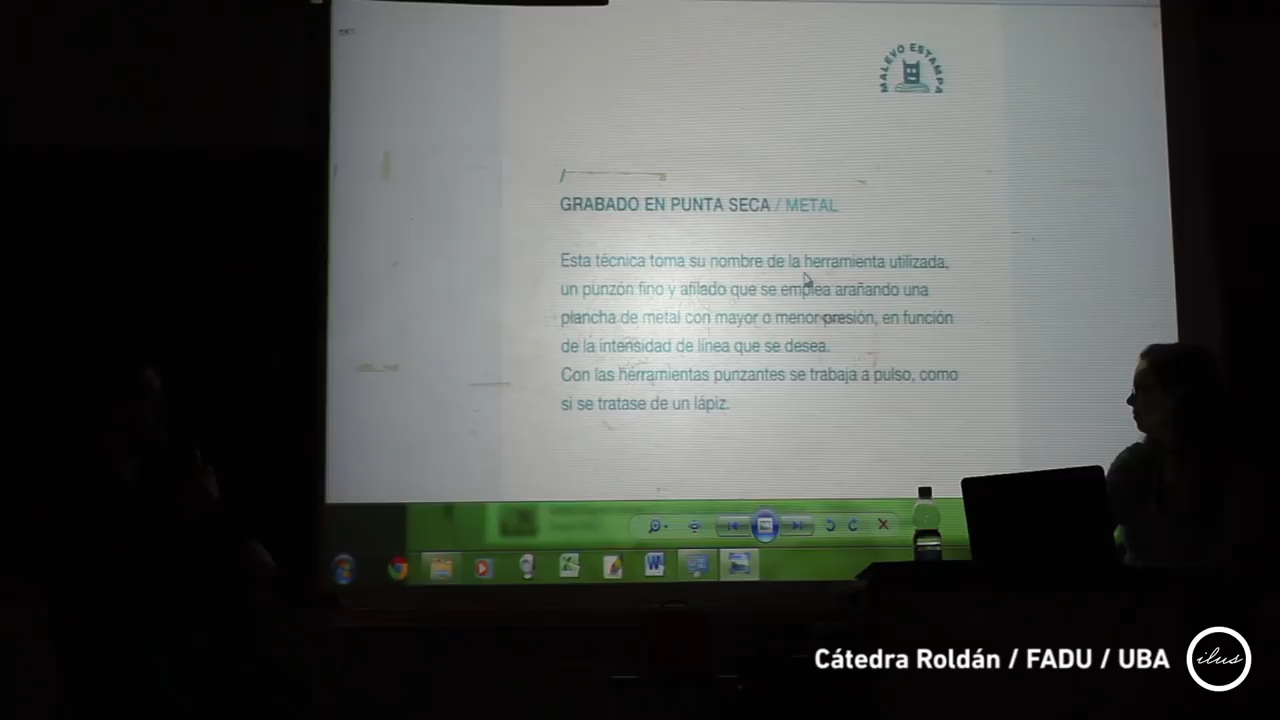 MALEVO ESTAMPA
GRABADO EN PUNTA SECA / METAL
Esta técnica toma su nombre de la herramienta utilizada,
un punzón fino y afilado que se emplea arañando una
plancha de metal con mayor o menor presión, en función
de la intensidad de línea que se desea.
Con las herramientas punzantes se trabaja a pulso, como
si se tratase de un lápiz.
Cátedra Roldán / FADU / UBA
ilus